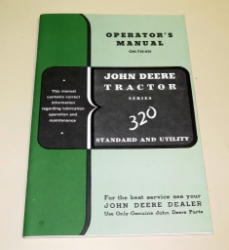 OPERATOR'S
MANUAL
This manual
contains correct
information
regarding lubrication
operation and
maintenance
JOHN DEERE
TRACTOR
SERIES
320
STANDARD AND UTILITY
For the best service see your
JOHN DEERE DEALER
Use Only Genuine John Deere Parts